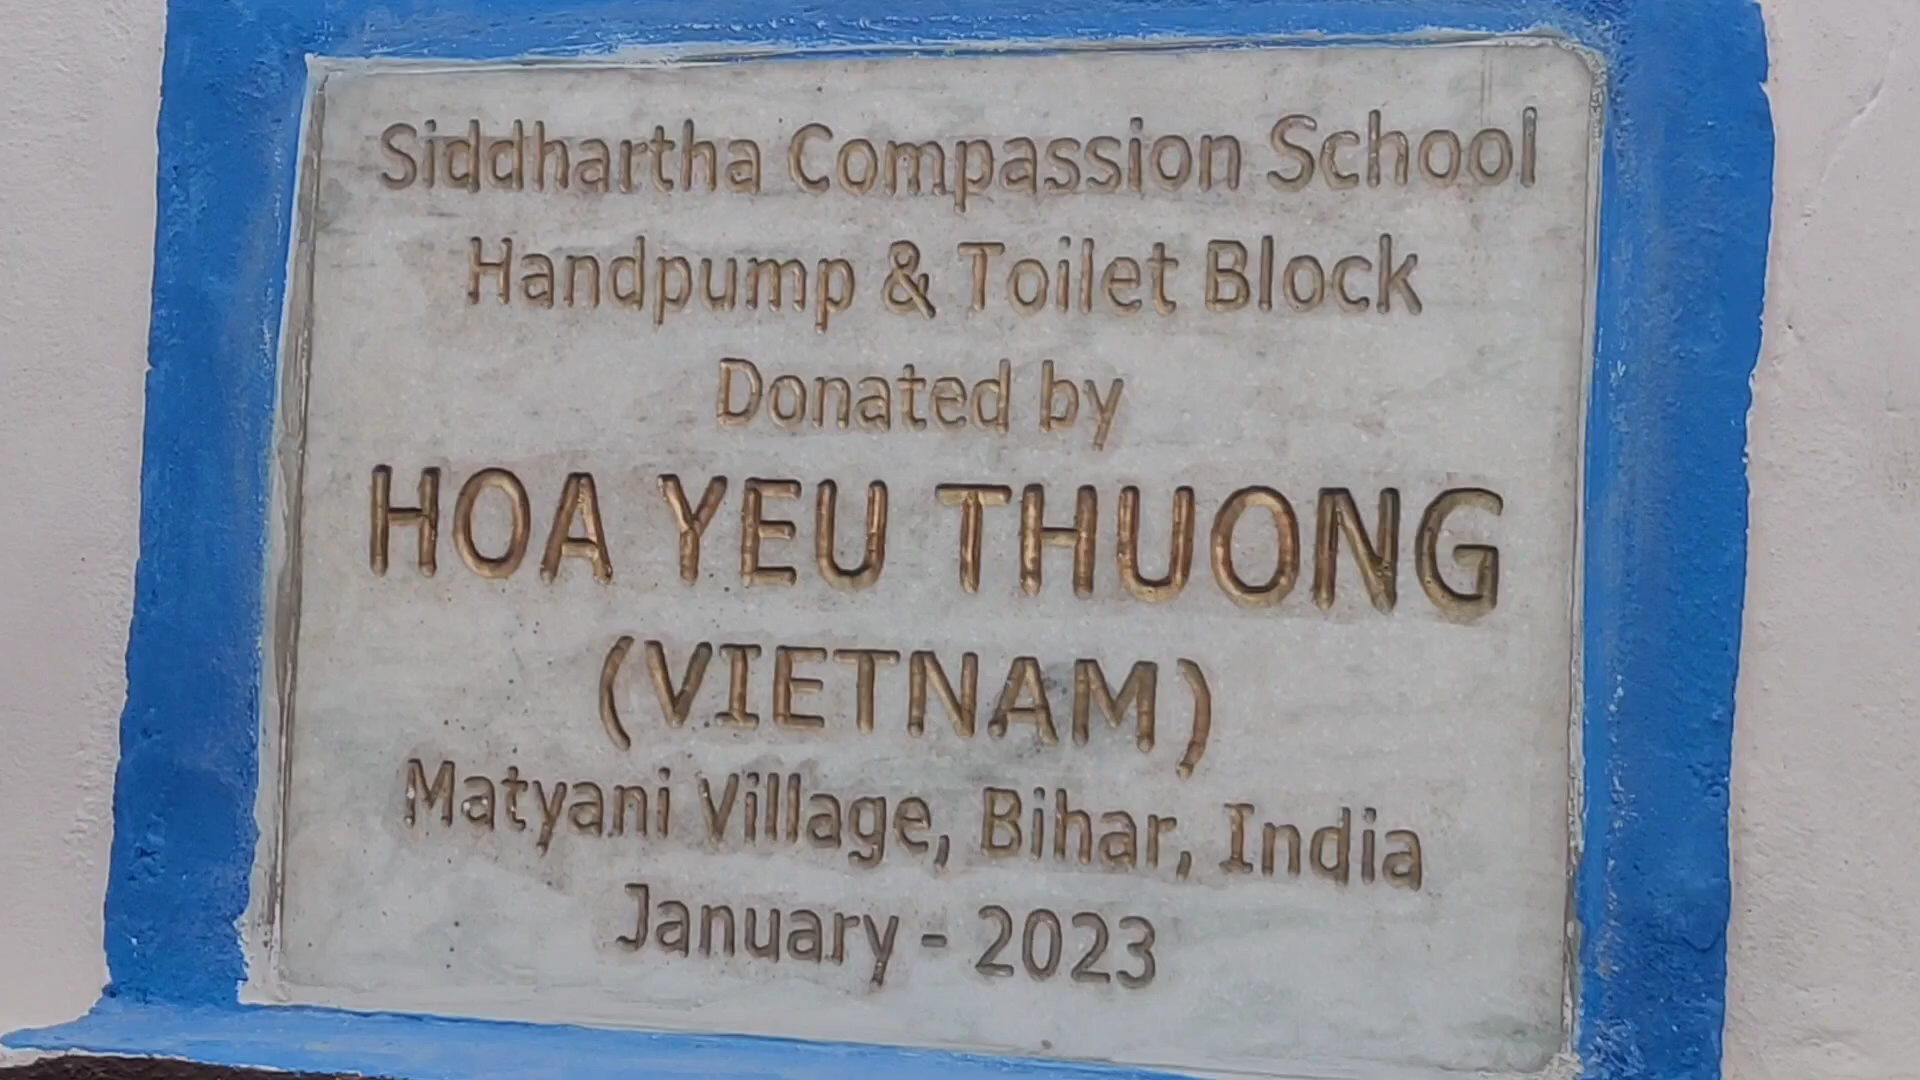 Siddhartha Compassion School
Handpump & Toilet Block
Donated by
HOA YEU THUONG
(VIETNAM)
Matyani Village, Bihar, India
January - 2023